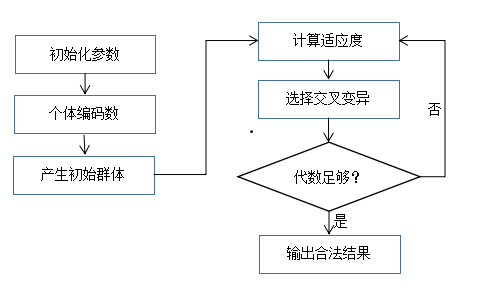 初始化参数
个体编码数
产生初始群体
计算适应度
选择交叉变异
代数足够？
否
是
输出合法结果